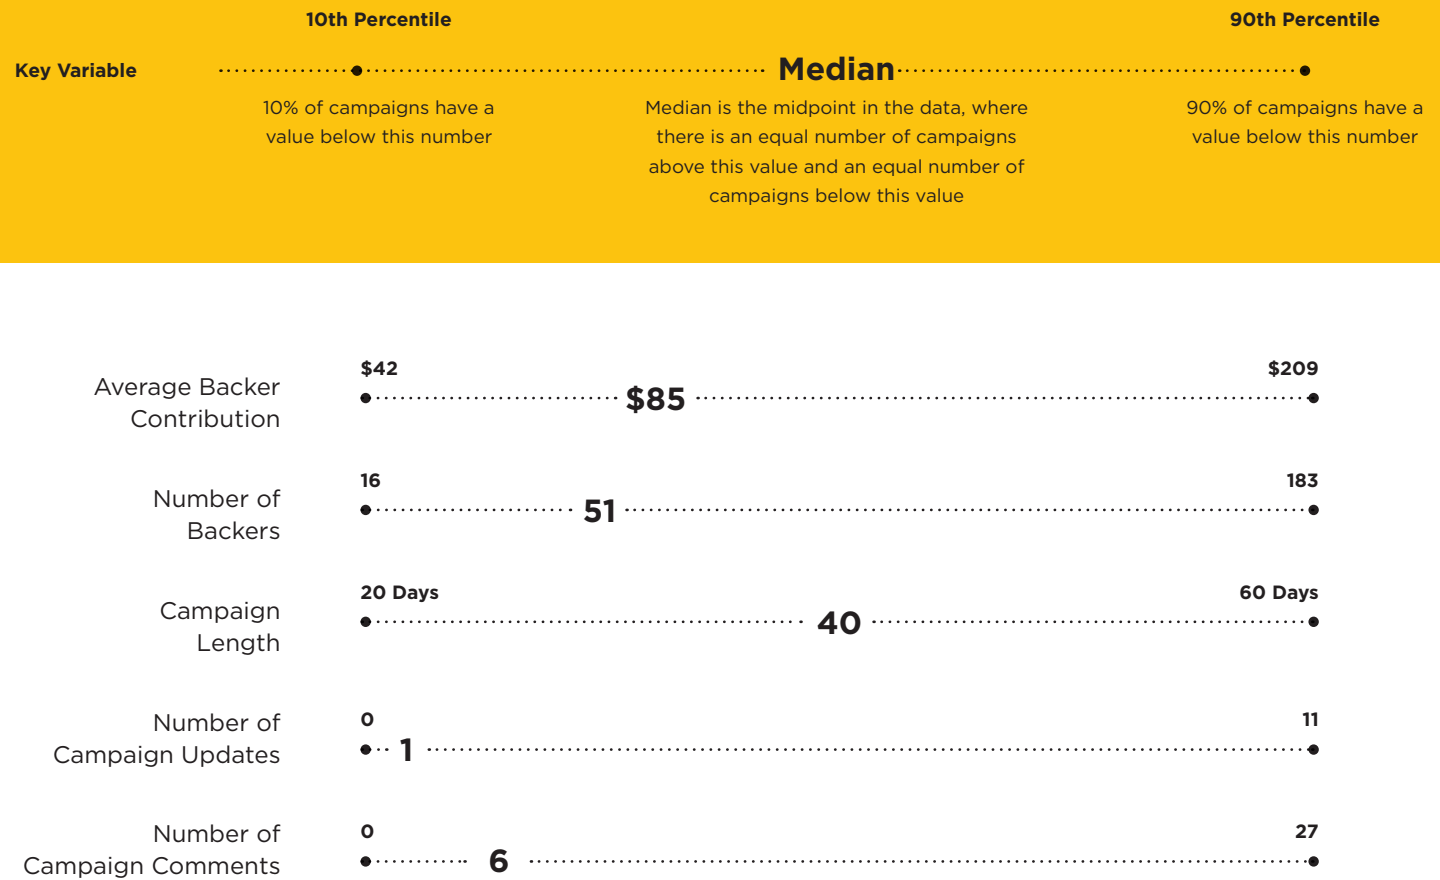 10th Percentile
90th Percentile
Key Variable
Median
10% of campaigns have a
value below this number
Median is the midpoint in the data, where
there is an equal number of campaigns
above this value and an equal number of
campaigns below this value
90% of campaigns have a
value below this number
Average Backer
Contribution
$42
$85
$209
Number of
Backers
16
51
183
Campaign
Length
20 Days
40
60 Days
Number of
Campaign Updates
0
1
11
Number of
Campaign Comments
0
6
27